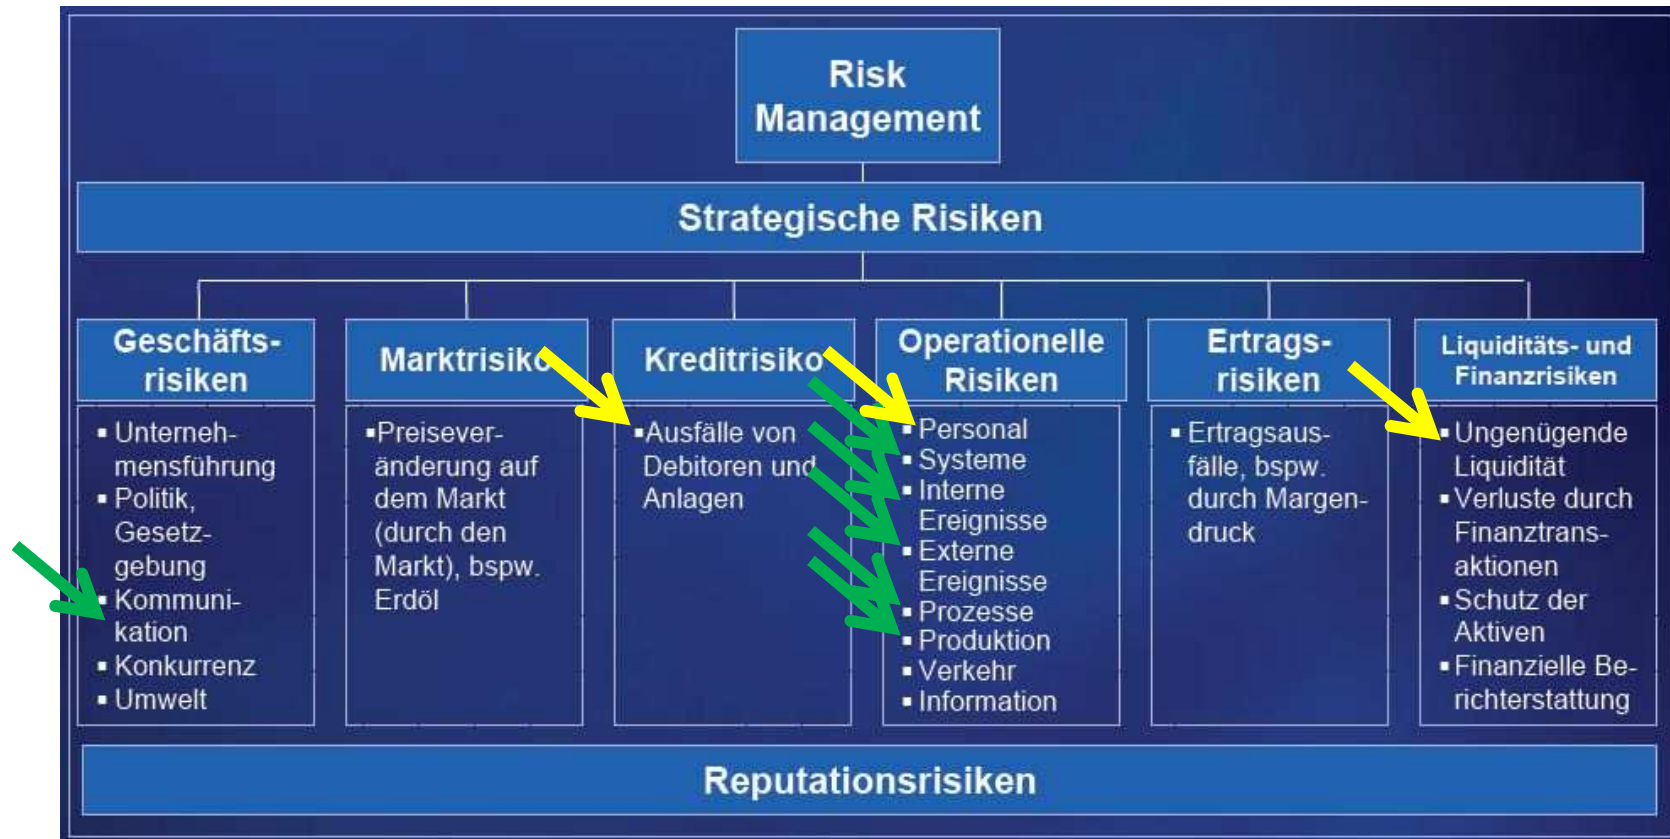 Risk
Management
Strategische Risiken
Geschäfts-
risiken
▪ Unterneh-
mensführung
▪ Politik,
Gesetz-
gebung
▪ Kommuni-
kation
▪ Konkurrenz
▪ Umwelt
Marktrisiko
▪Preisever-
änderung auf
dem Markt
(durch den
Markt), bspw.
Erdöl
Kreditrisiko
▪Ausfälle von
Debitoren und
Anlagen
Operationelle
Risiken
▪ Personal
▪ Systeme
▪ Interne
Ereignisse
▪ Externe
Ereignisse
▪ Prozesse
▪ Produktion
▪ Verkehr
▪ Information
Ertrags-
risiken
▪ Ertragsaus-
fälle, bspw.
durch Margen-
druck
Liquiditäts- und
Finanzrisiken
▪ Ungenügende
Liquidität
▪ Verluste durch
Finanztrans-
aktionen
▪ Schutz der
Aktiven
▪ Finanzielle Be-
richterstattung
Reputationsrisiken